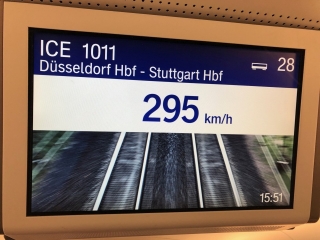 ICE 1011
28
Düsseldorf Hbf - Stuttgart Hbf
295 km/h
15:51